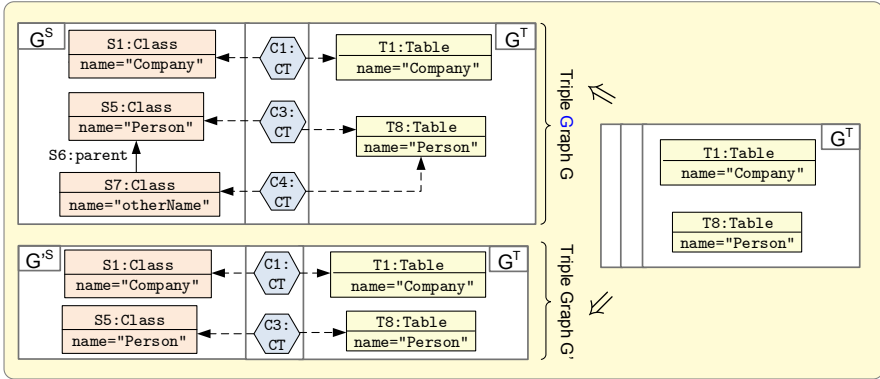 G^S
S1:Class
name="Company"
C1:
CT
T1:Table
name="Company"
G^T
S5:Class
name="Person"
C3:
CT
T8:Table
name="Person"
S6:parent
S7:Class
name="otherName"
C4:
CT
Triple Graph G
G'^S
S1:Class
name="Company"
C1:
CT
T1:Table
name="Company"
G^T
S5:Class
name="Person"
C3:
CT
T8:Table
name="Person"
Triple Graph G'
G^T
T1:Table
name="Company"
T8:Table
name="Person"